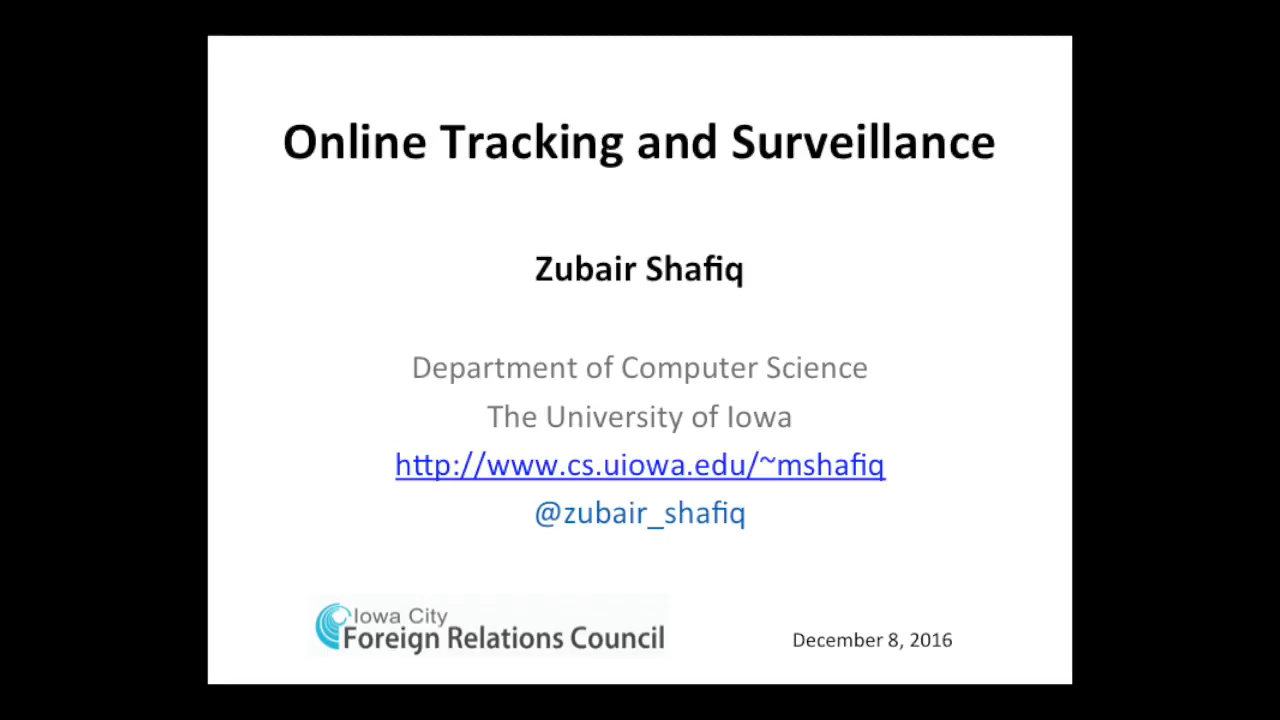 Online Tracking and Surveillance
Zubair Shafiq
Department of Computer Science
The University of Iowa
http://www.cs.uiowa.edu/~mshafiq
@zubair_shafiq
Iowa City
Foreign Relations Council
December 8, 2016